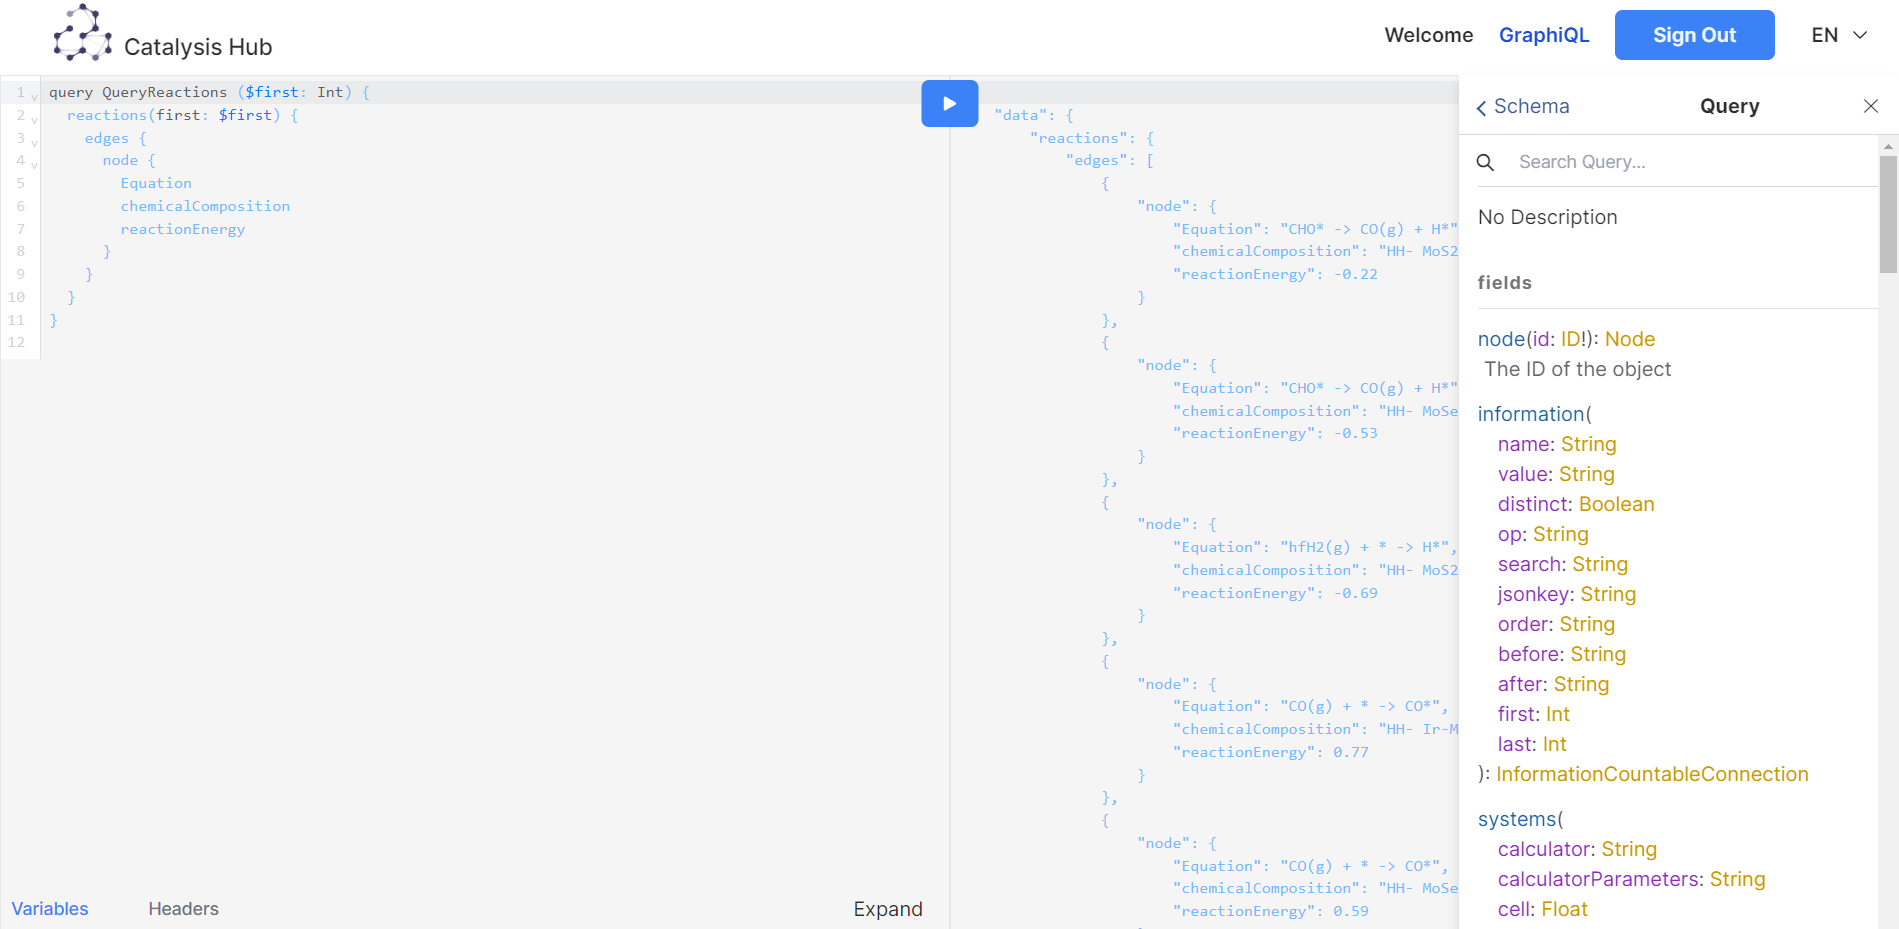 Catalysis Hub
Welcome
GraphiQL
Sign Out
EN
1 query QueryReactions ($first: Int) {
2 reactions(first: $first) {
3 edges {
4 node {
5 Equation
6 chemicalComposition
7 reactionEnergy
8 }
9 }
10 }
11 }
12
Variables
Headers
Expand
"data": {
"reactions": {
"edges": [
{
"node": {
"Equation": "CHO* -> CO(g) + H*"
"chemicalComposition": "HH- MoS2
"reactionEnergy": -0.22
}
},
{
"node": {
"Equation": "CHO* -> CO(g) + H*"
"chemicalComposition": "HH- MoSe
"reactionEnergy": -0.53
}
},
{
"node": {
"Equation": "hfH2(g) + * -> H*",
"chemicalComposition": "HH- MoS2
"reactionEnergy": -0.69
}
},
{
"node": {
"Equation": "CO(g) + * -> CO*",
"chemicalComposition": "HH- Ir-M
"reactionEnergy": 0.77
}
},
{
"node": {
"Equation": "CO(g) + * -> CO*",
"chemicalComposition": "HH- MoSe
"reactionEnergy": 0.59
Schema
Query
Search Query...
No Description
fields
node(id: ID!): Node
The ID of the object
information(
name: String
value: String
distinct: Boolean
op: String
search: String
jsonkey: String
order: String
before: String
after: String
first: Int
last: Int
): InformationCountableConnection
systems(
calculator: String
calculatorParameters: String
cell: Float